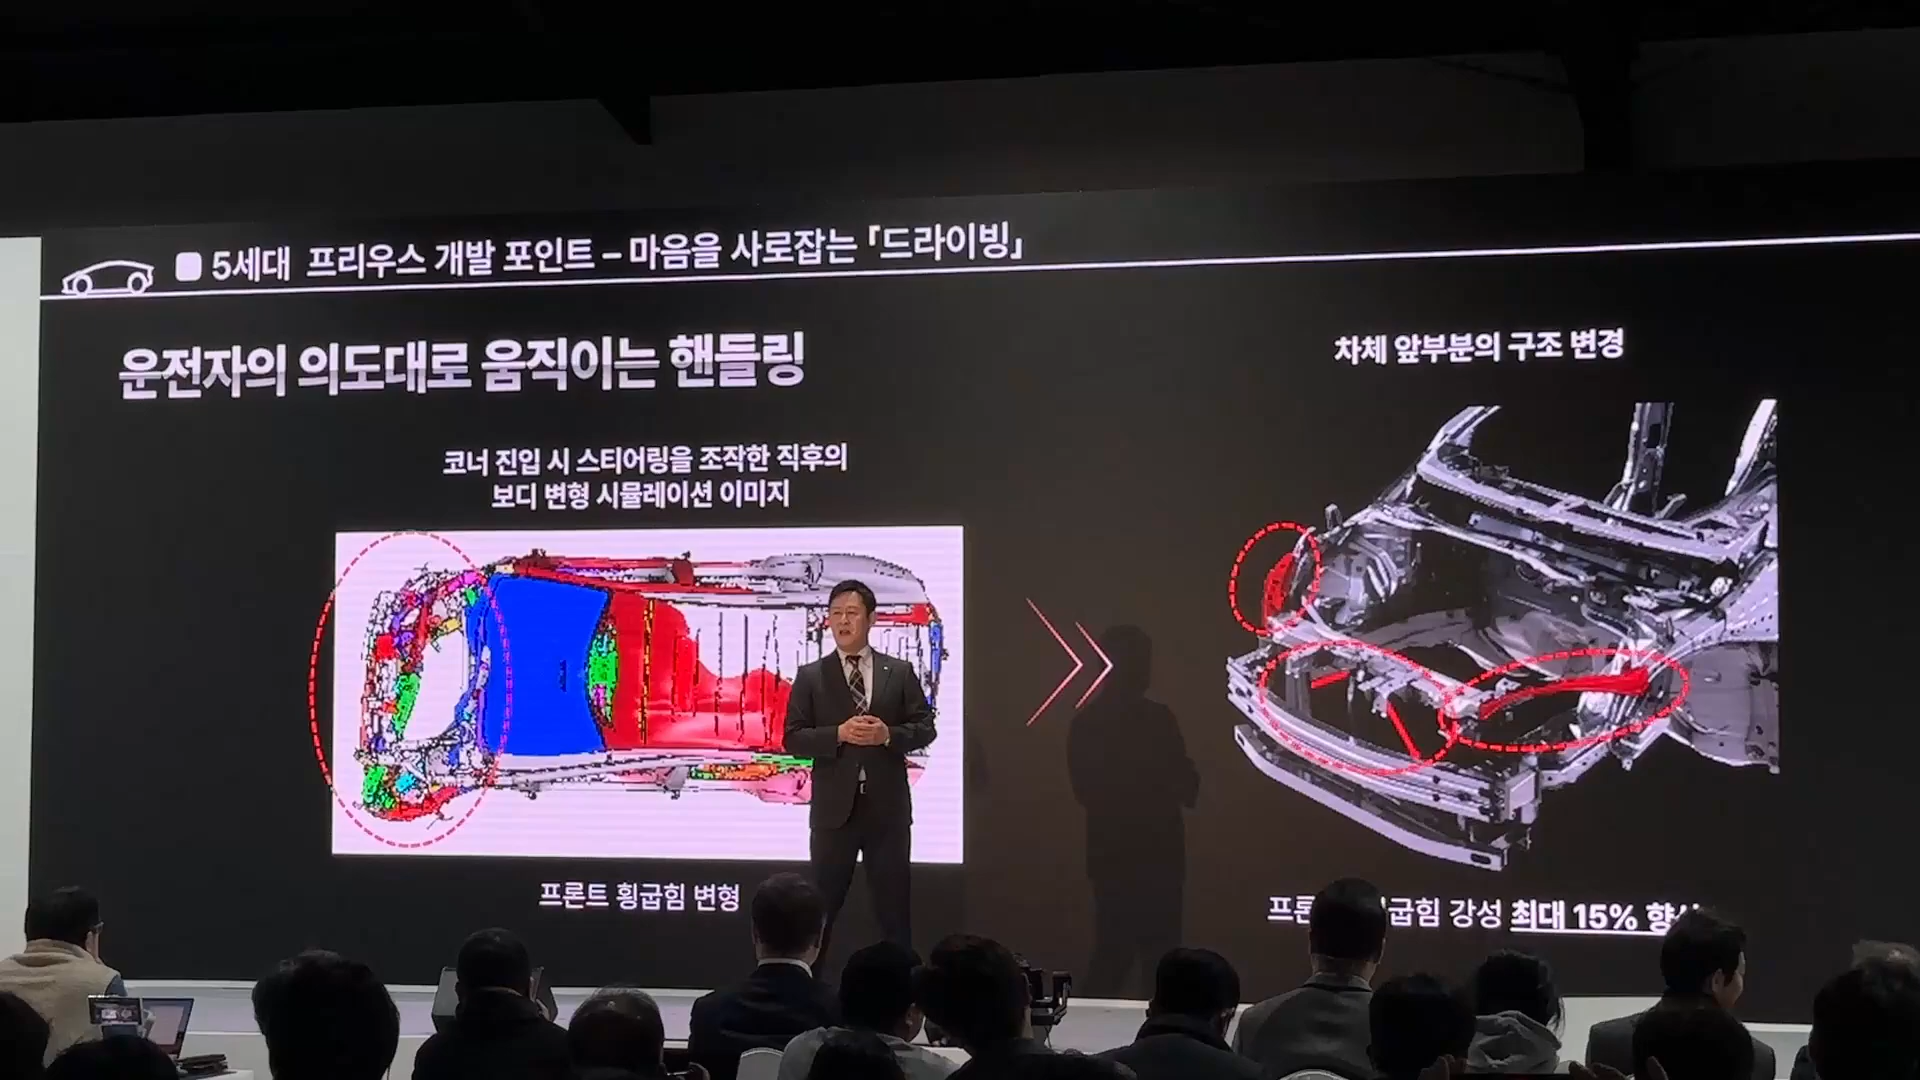 5세대 프리우스 개발 포인트 – 마음을 사로잡는 「드라이빙」
운전자의 의도대로 움직이는 핸들링
코너 진입 시 스티어링을 조작한 직후의
보디 변형 시뮬레이션 이미지
프론트 횡굽힘 변형
차체 앞부분의 구조 변경
강성 최대 15%